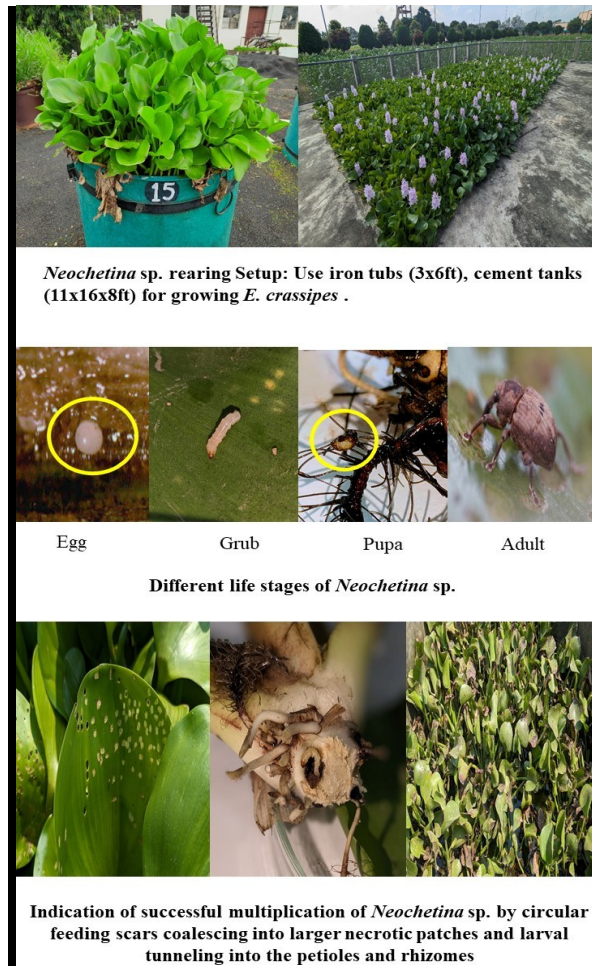 15
Neochetina sp. rearing Setup: Use iron tubs (3x6ft), cement tanks
(11x16x8ft) for growing E. crassipes .
Egg Grub Pupa Adult
Different life stages of Neochetina sp.
Indication of successful multiplication of Neochetina sp. by circular
feeding scars coalescing into larger necrotic patches and larval
tunneling into the petioles and rhizomes